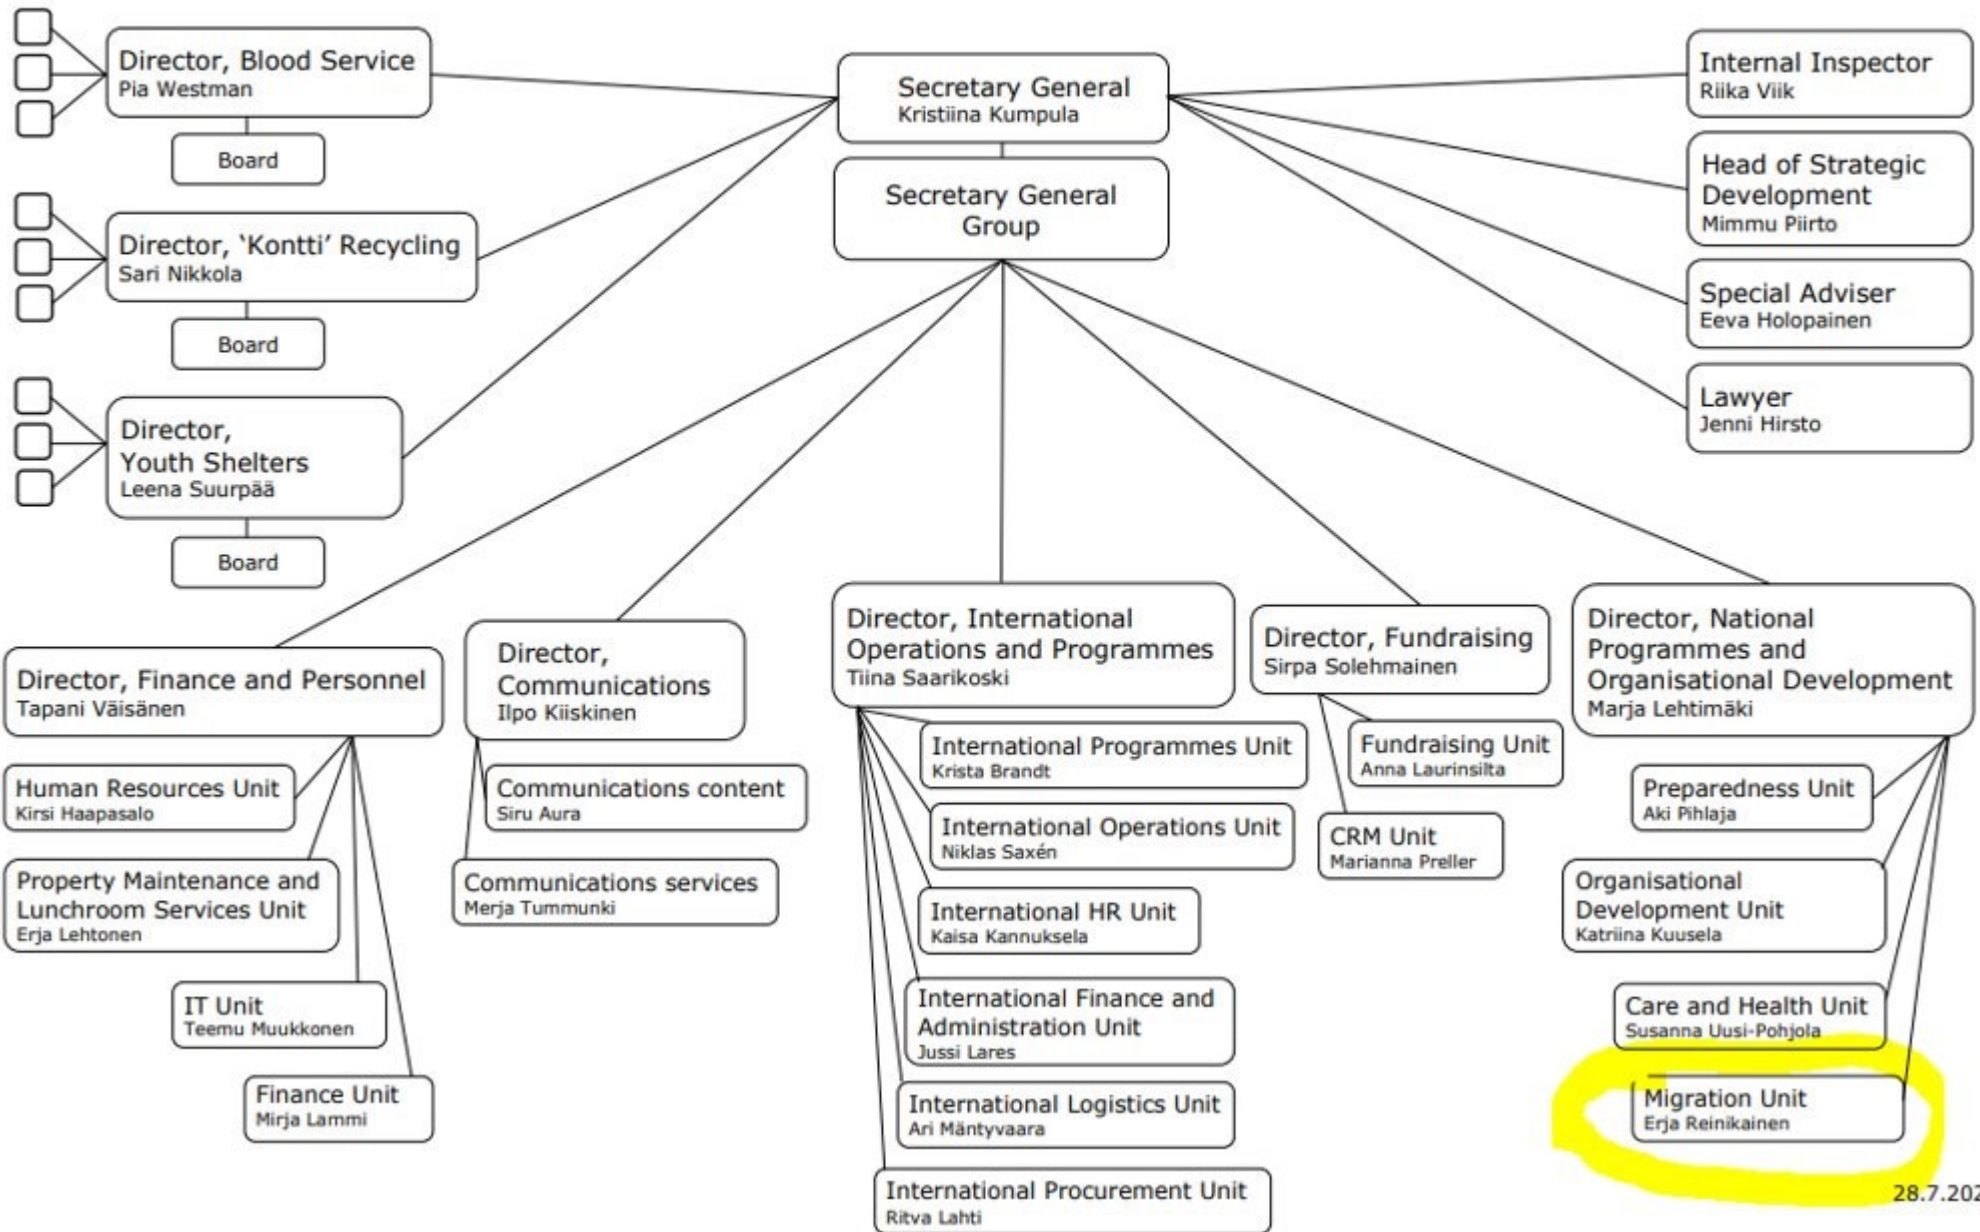 Director, Blood Service
Pia Westman
Board
Director, ‘Kontti’ Recycling
Sari Nikkola
Board
Director,
Youth Shelters
Leena Suurpää
Board
Secretary General
Kristiina Kumpula
Secretary General
Group
Internal Inspector
Riika Viik
Head of Strategic
Development
Mimmu Piirto
Special Adviser
Eeva Holopainen
Lawyer
Jenni Hirsto
Director, Finance and Personnel
Tapani Väisänen
Human Resources Unit
Kirsi Haapasalo
Property Maintenance and
Lunchroom Services Unit
Erja Lehtonen
IT Unit
Teemu Muukkonen
Finance Unit
Mirja Lammi
Director,
Communications
Ilpo Kiiskinen
Communications content
Siru Aura
Communications services
Merja Tummunki
Director, International
Operations and Programmes
Tiina Saarikoski
International Programmes Unit
Krista Brandt
International Operations Unit
Niklas Saxén
International HR Unit
Kaisa Kannuksela
International Finance and
Administration Unit
Jussi Lares
International Logistics Unit
Ari Mäntyvaara
International Procurement Unit
Ritva Lahti
Director, Fundraising
Sirpa Solehmainen
Fundraising Unit
Anna Laurinsilta
CRM Unit
Marianna Preller
Director, National
Programmes and
Organisational Development
Marja Lehtimäki
Preparedness Unit
Aki Pihlaja
Organisational
Development Unit
Katriina Kuusela
Care and Health Unit
Susanna Uusi-Pohjola
Migration Unit
Erja Reinikainen
28.7.202